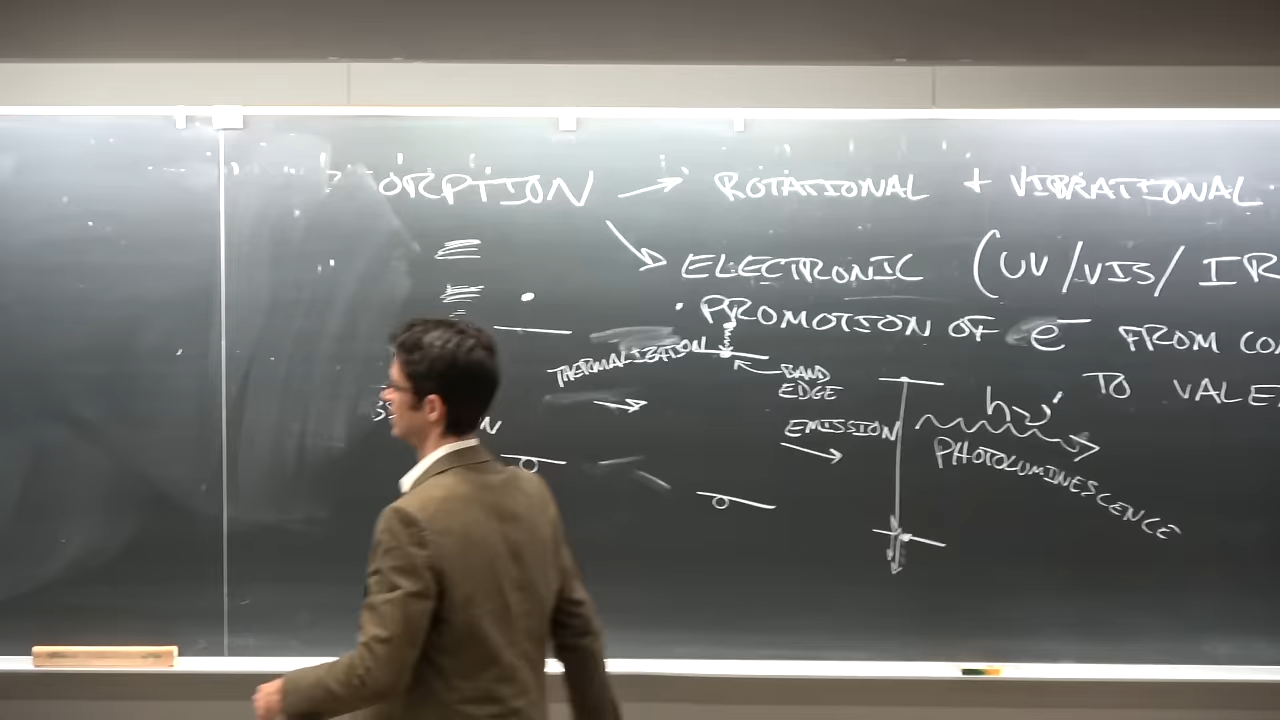 ORPTION → ROTATIONAL + VIBRATIONAL
ELECTRONIC (UV/VIS/IR
· PROMOTION OF e⁻ FROM CO
TO VALE
THERMALIZATION
BAND
EDGE
EMISSION
hν'
PHOTOLUMINESCENCE